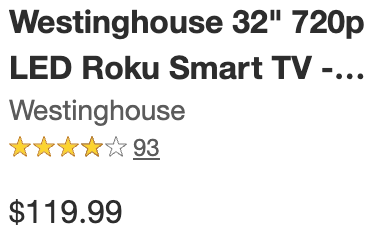 Westinghouse 32" 720p
LED Roku Smart TV -...
Westinghouse
93
$119.99